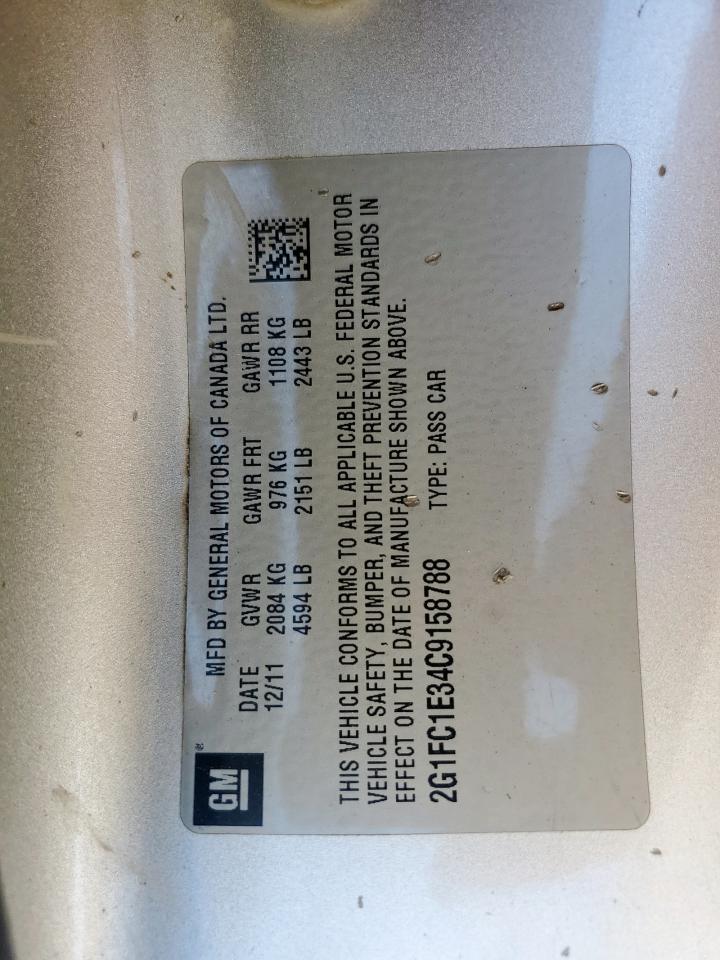 GM®
MFD BY GENERAL MOTORS OF CANADA LTD.
DATE GVWR GAWR FRT GAWR RR
12/11 2084 KG 976 KG 1108 KG
4594 LB 2151 LB 2443 LB
THIS VEHICLE CONFORMS TO ALL APPLICABLE U.S. FEDERAL MOTOR
VEHICLE SAFETY, BUMPER, AND THEFT PREVENTION STANDARDS IN
EFFECT ON THE DATE OF MANUFACTURE SHOWN ABOVE.
2G1FC1E34C9158788 TYPE: PASS CAR